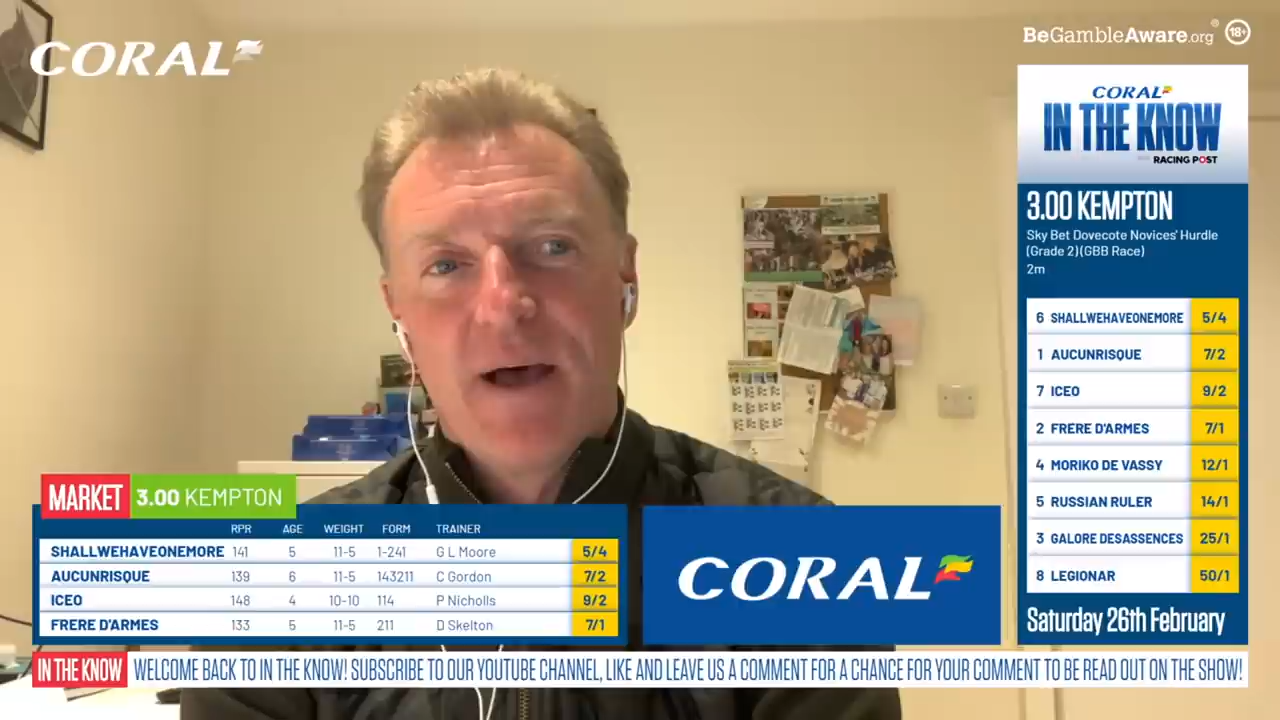 CORAL
BeGambleAware.org® 18+
CORAL
IN THE KNOW
RACING POST
3.00 KEMPTON
Sky Bet Dovecote Novices' Hurdle
(Grade 2)(GBB Race)
2m
6 SHALLWEHAVEONEMORE 5/4
1 AUCUNRISQUE 7/2
7 ICEO 9/2
2 FRERE D'ARMES 7/1
4 MORIKO DE VASSY 12/1
5 RUSSIAN RULER 14/1
3 GALORE DESASSENCES 25/1
8 LEGIONAR 50/1
Saturday 26th February
MARKET 3.00 KEMPTON
RPR AGE WEIGHT FORM TRAINER
SHALLWEHAVEONEMORE 141 5 11-5 1-241 G L Moore 5/4
AUCUNRISQUE 139 6 11-5 143211 C Gordon 7/2
ICEO 148 4 10-10 114 P Nicholls 9/2
FRERE D'ARMES 133 5 11-5 211 D Skelton 7/1
CORAL
IN THE KNOW WELCOME BACK TO IN THE KNOW! SUBSCRIBE TO OUR YOUTUBE CHANNEL, LIKE AND LEAVE US A COMMENT FOR A CHANCE FOR YOUR COMMENT TO BE READ OUT ON THE SHOW!